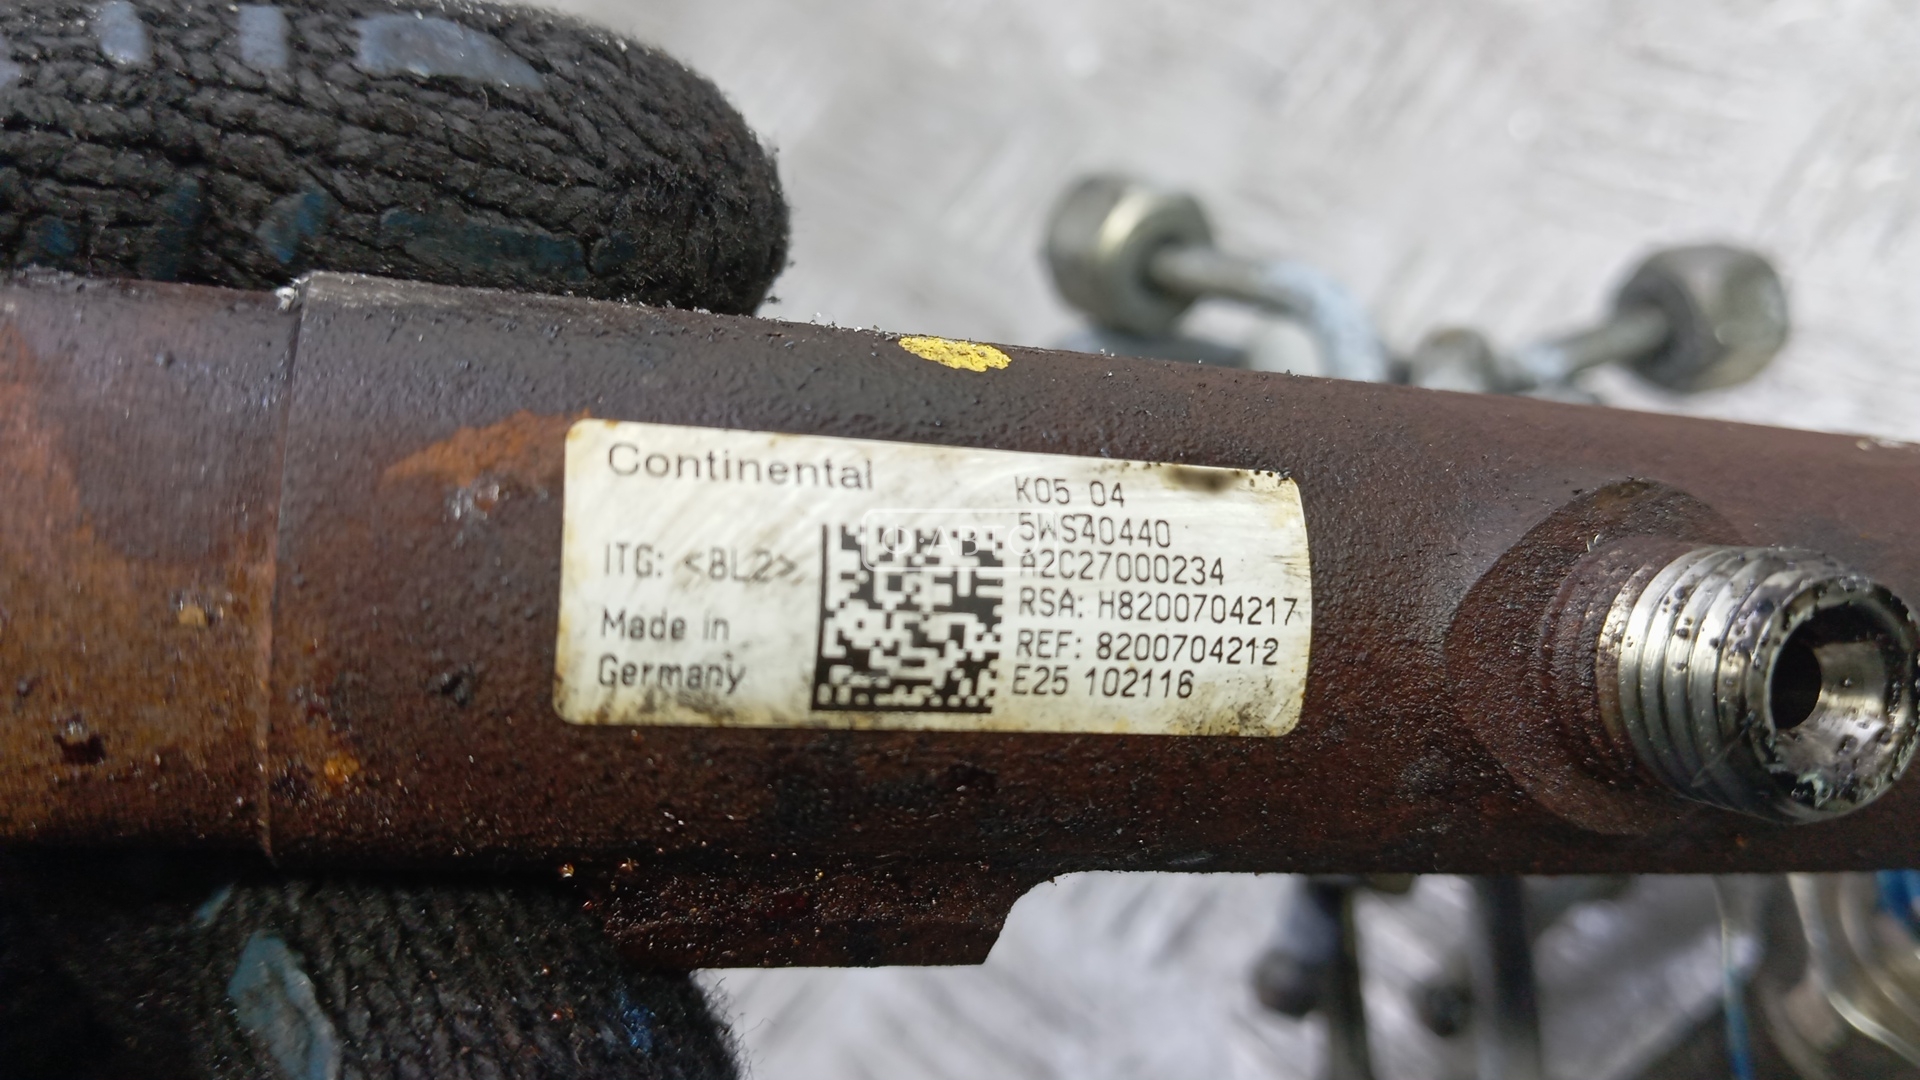 Continental
ITG: <8L2>
Made in
Germany
K05 04
5WS40440
A2C27000234
RSA: H8200704217
REF: 8200704212
E25 102116